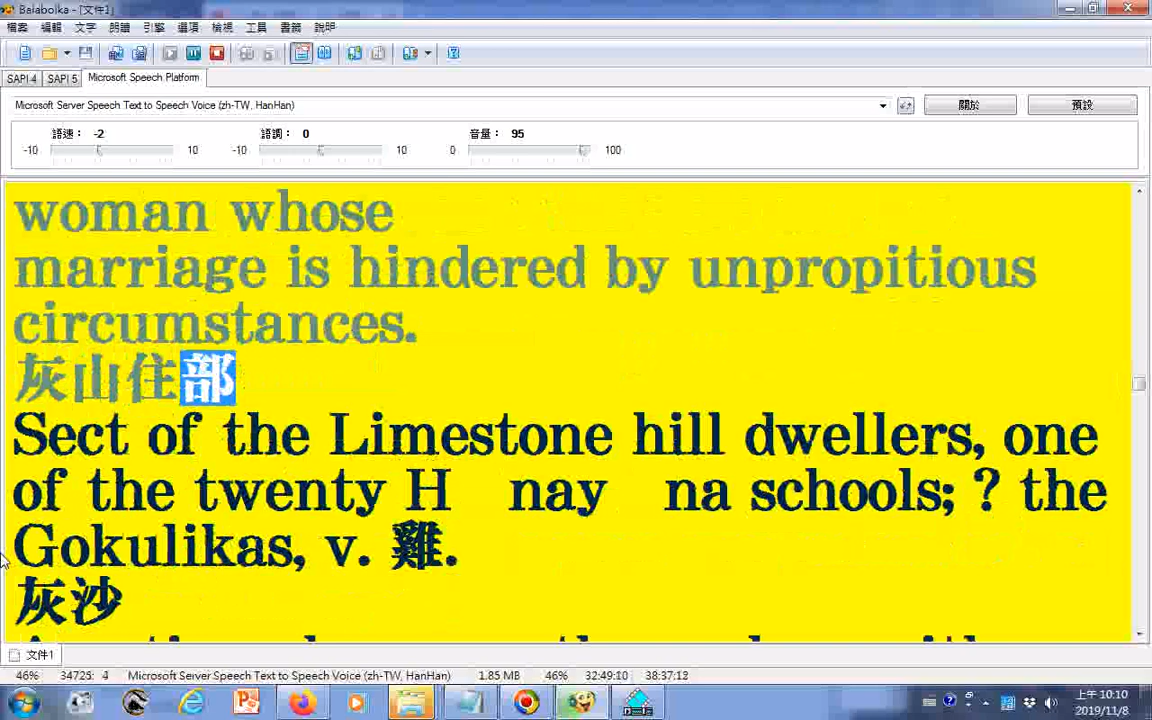 Balabolka - [文件1]
檔案 編輯 文字 朗讀 引擎 選項 檢視 工具 書籤 說明
SAPI 4 SAPI 5 Microsoft Speech Platform
Microsoft Server Speech Text to Speech Voice (zh-TW, HanHan) 關於 預設
語速： -2 語調： 0 音量： 95
-10 10 -10 10 0 100
woman whose
marriage is hindered by unpropitious
circumstances.
灰山住部
Sect of the Limestone hill dwellers, one
of the twenty H nay na schools; ? the
Gokulikas, v. 雞.
灰沙
文件1
46% 34725: 4 Microsoft Server Speech Text to Speech Voice (zh-TW, HanHan) 1.85 MB 46% 32:49:10 38:37:13
上午 10:10
2019/11/8